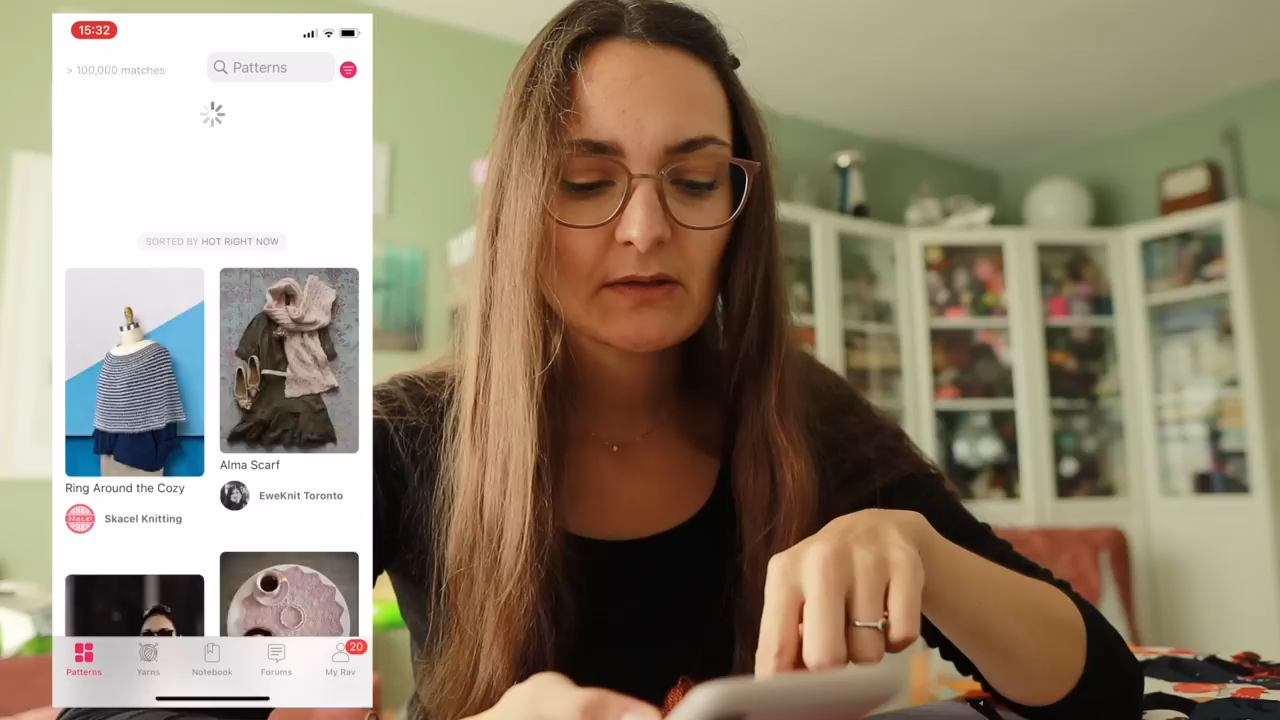 15:32
> 100,000 matches
Patterns
SORTED BY HOT RIGHT NOW
Ring Around the Cozy
Skacel Knitting
Alma Scarf
EweKnit Toronto
20
Patterns
Yarns
Notebook
Forums
My Rav